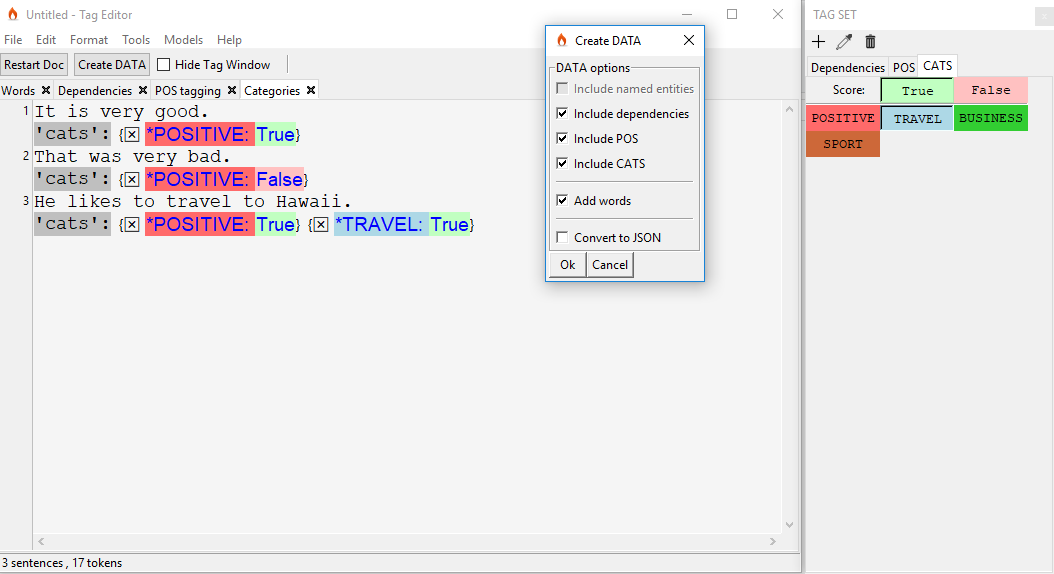 Untitled - Tag Editor
File Edit Format Tools Models Help
Restart Doc Create DATA Hide Tag Window
Words Dependencies POS tagging Categories
1 It is very good.
'cats': { *POSITIVE: True}
2 That was very bad.
'cats': { *POSITIVE: False}
3 He likes to travel to Hawaii.
'cats': { *POSITIVE: True} { *TRAVEL: True}
3 sentences , 17 tokens
Create DATA
DATA options
Include named entities
Include dependencies
Include POS
Include CATS
Add words
Convert to JSON
Ok Cancel
TAG SET
Dependencies POS CATS
Score: True False
POSITIVE TRAVEL BUSINESS
SPORT